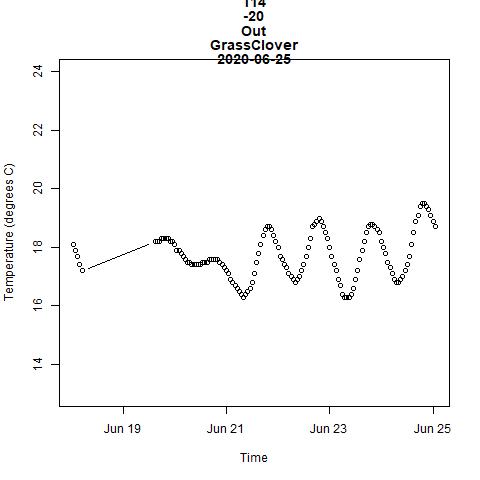 T14
-20
Out
GrassClover
2020-06-25
Temperature (degrees C)
24
22
20
18
16
14
Jun 19 Jun 21 Jun 23 Jun 25
Time